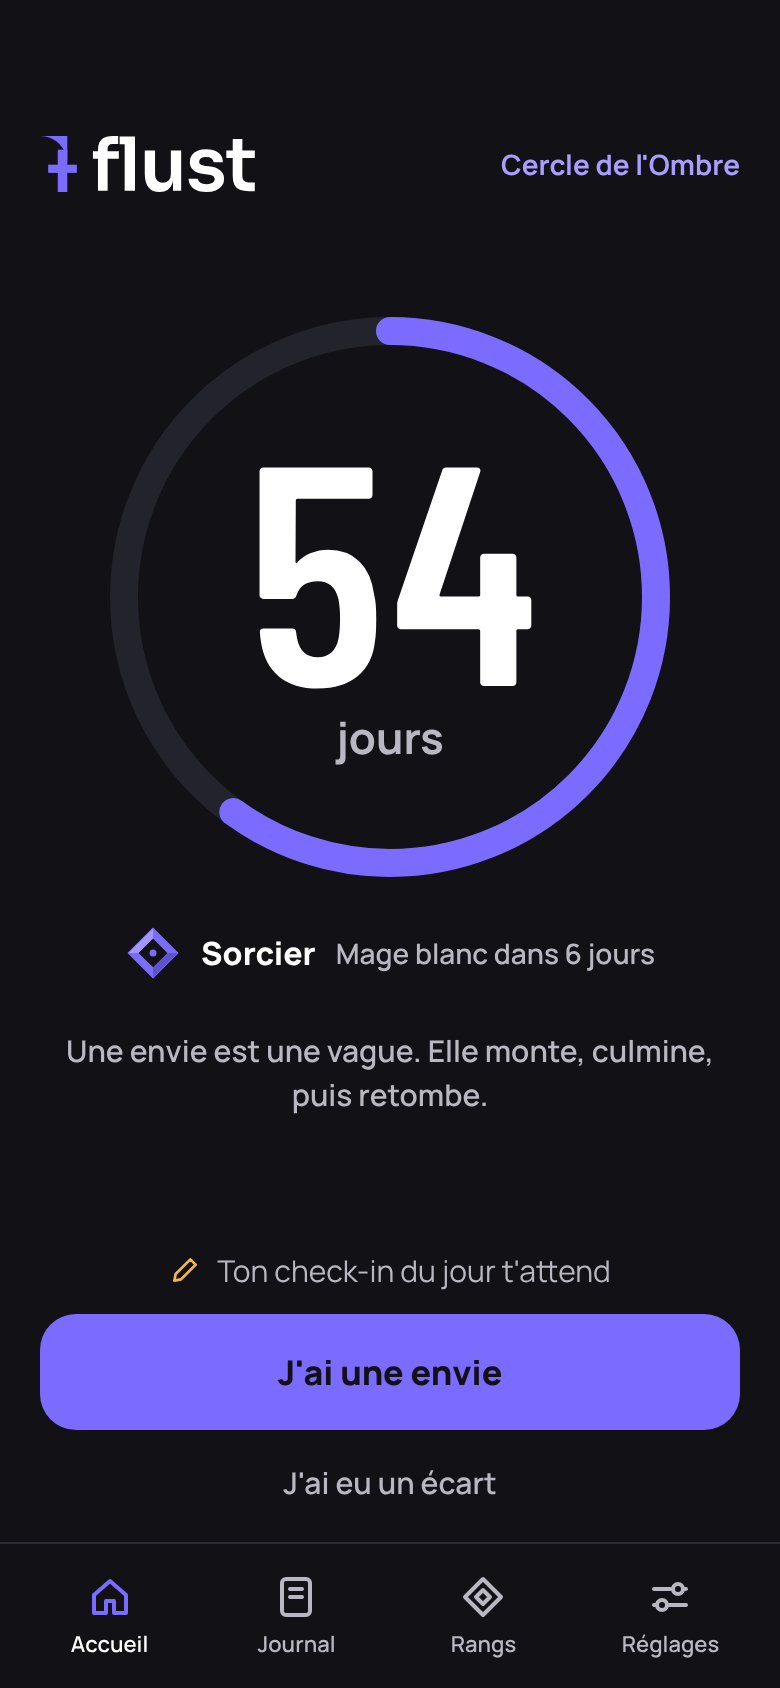 flust
Cercle de l'Ombre
54
jours
Sorcier Mage blanc dans 6 jours
Une envie est une vague. Elle monte, culmine,
puis retombe.
Ton check-in du jour t'attend
J'ai une envie
J'ai eu un écart
Accueil
Journal
Rangs
Réglages